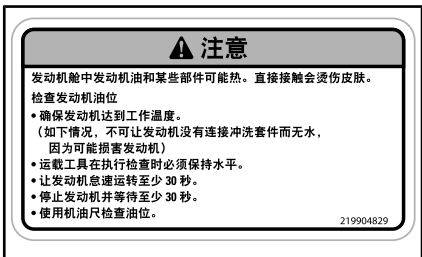 注意
发动机舱中发动机油和某些部件可能热。直接接触会烫伤皮肤。
检查发动机油位
•确保发动机达到工作温度。
（如下情况，不可让发动机没有连接冲洗套件而无水，
因为可能损害发动机）
•运载工具在执行检查时必须保持水平。
•让发动机怠速运转至少 30 秒。
•停止发动机并等待至少 30 秒。
•使用机油尺检查油位。
219904829